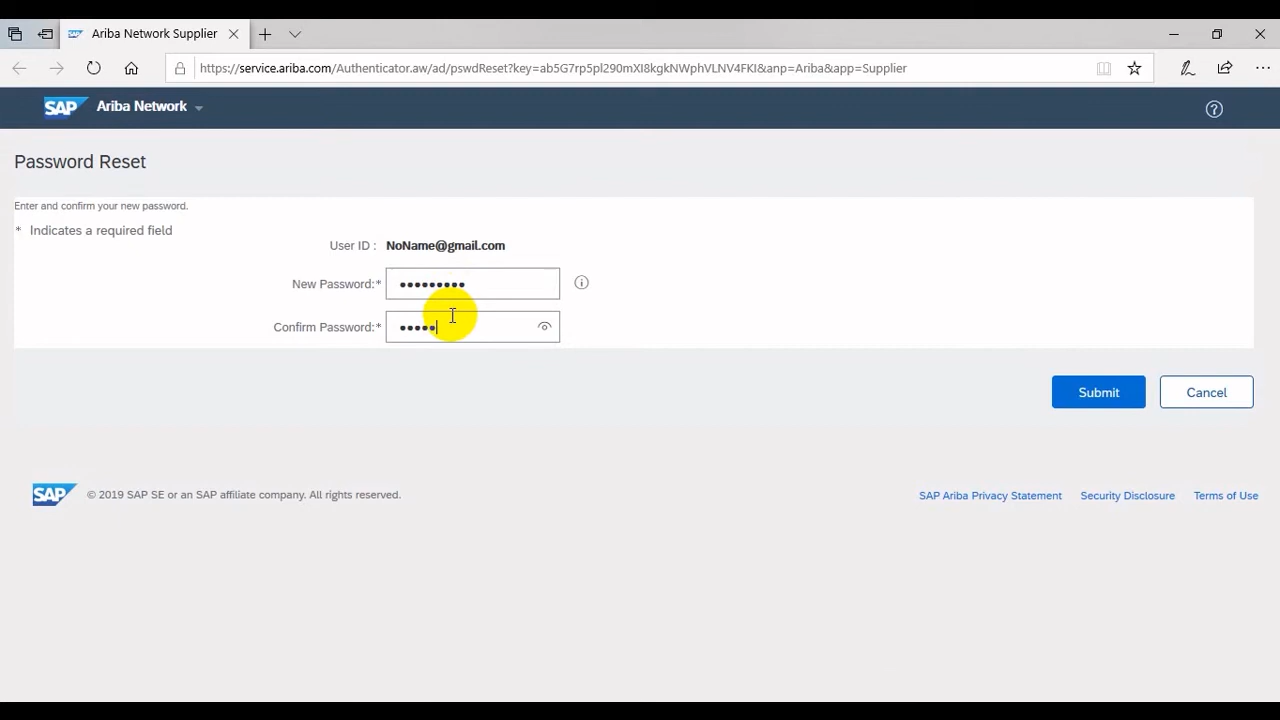 Ariba Network Supplier
https://service.ariba.com/Authenticator.aw/ad/pswdReset?key=ab5G7rp5pl290mXI8kgkNWphVLNV4FKI&anp=Ariba&app=Supplier
SAP Ariba Network
Password Reset
Enter and confirm your new password.
* Indicates a required field
User ID : NoName@gmail.com
New Password:* •••••••••
Confirm Password:* •••••
Submit Cancel
SAP © 2019 SAP SE or an SAP affiliate company. All rights reserved. SAP Ariba Privacy Statement Security Disclosure Terms of Use